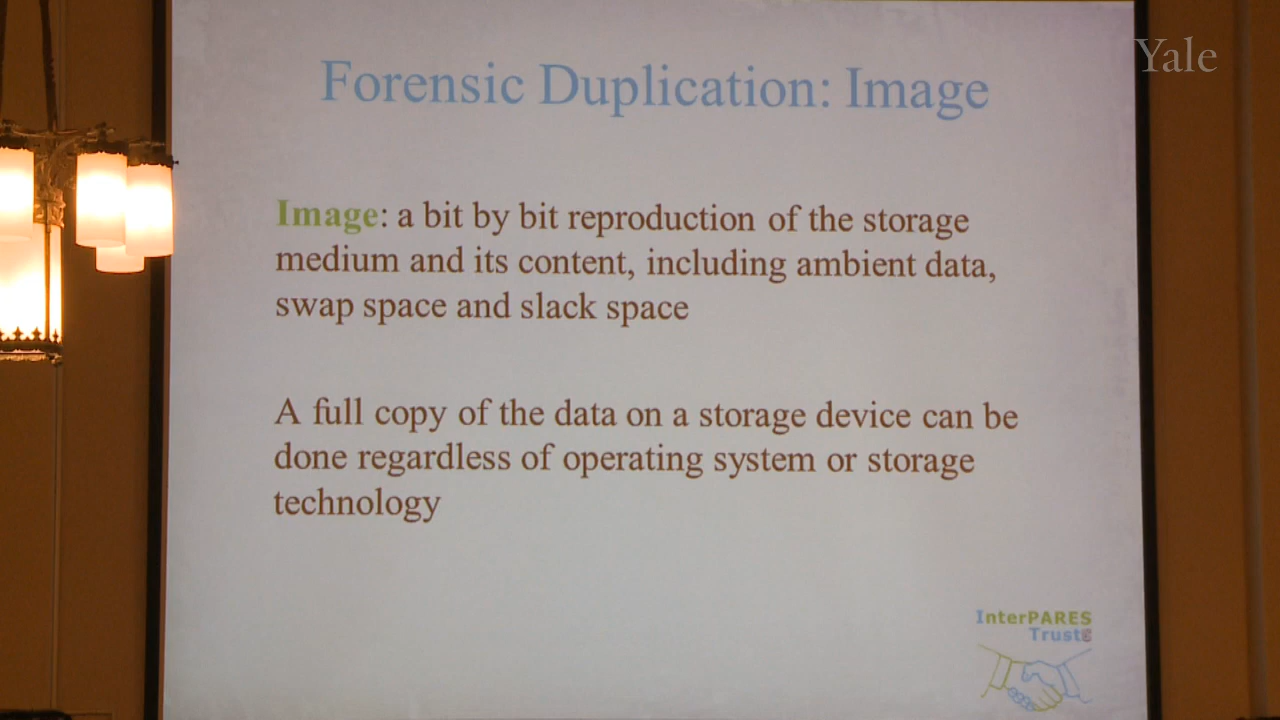 Yale
Forensic Duplication: Image
Image: a bit by bit reproduction of the storage
medium and its content, including ambient data,
swap space and slack space
A full copy of the data on a storage device can be
done regardless of operating system or storage
technology
InterPARES
Trust